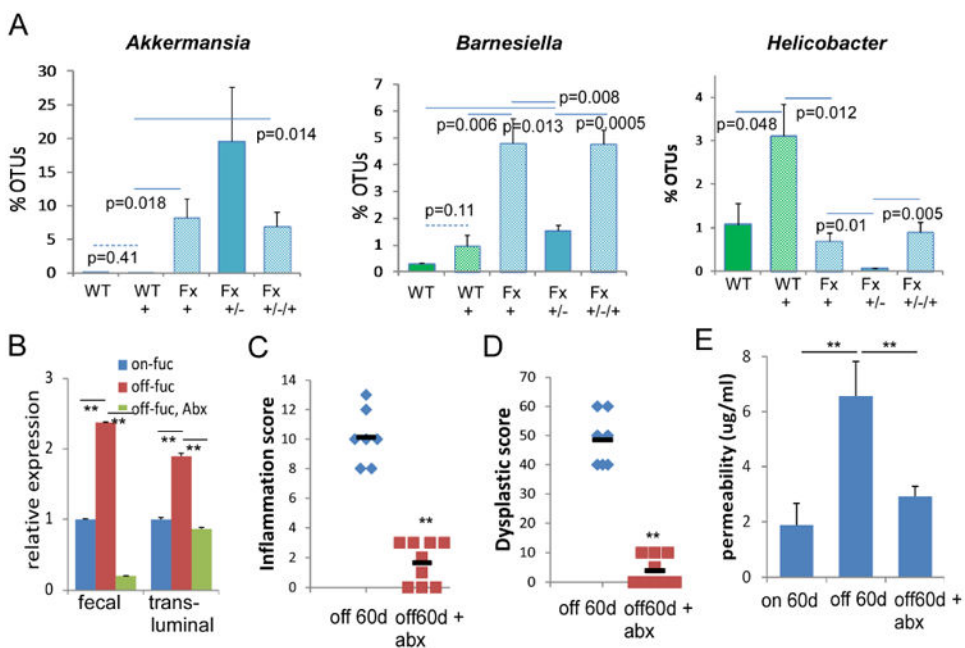 A
Akkermansia
Barnesiella
Helicobacter
% OTUs
30
25
20
15
10
5
0
p=0.014
p=0.018
p=0.41
WT
WT +
Fx +
Fx +/-
Fx +/-/+
% OTUs
7
6
5
4
3
2
1
0
p=0.008
p=0.006
p=0.013
p=0.0005
p=0.11
WT
WT +
Fx +
Fx +/-
Fx +/-/+
% OTUs
4
3
2
1
0
p=0.048
p=0.012
p=0.01
p=0.005
WT
WT +
Fx +
Fx +/-
Fx +/-/+
B
on-fuc
off-fuc
off-fuc, Abx
relative expression
3
2
1
0
**
**
**
**
fecal
trans-
luminal
C
Inflammation score
14
12
10
8
6
4
2
0
**
off 60d
off60d +
abx
D
Dysplastic score
70
60
50
40
30
20
10
0
**
off 60d
off60d +
abx
E
permeability (ug/ml)
8
6
4
2
0
**
**
on 60d
off 60d
off60d +
abx